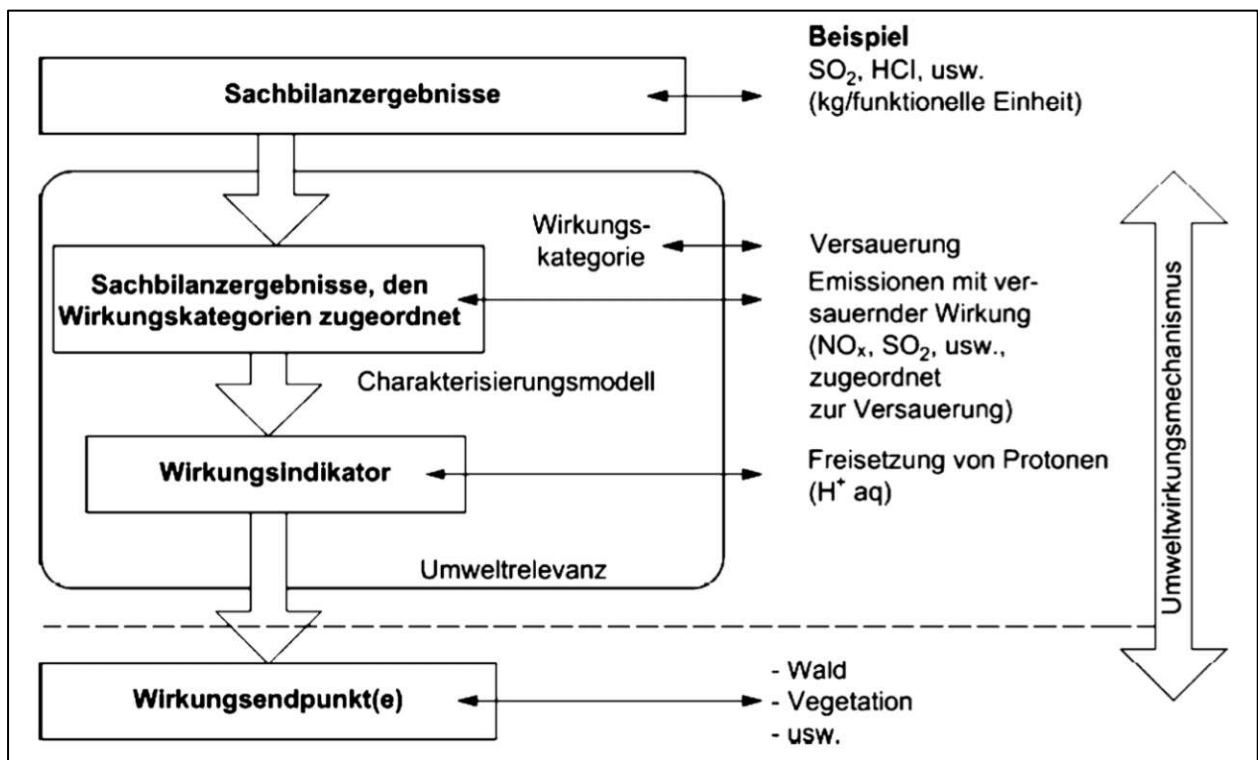 Beispiel
SO₂, HCl, usw.
(kg/funktionelle Einheit)
Sachbilanzergebnisse
Wirkungs-
kategorie
Versauerung
Sachbilanzergebnisse, den
Wirkungskategorien zugeordnet
Emissionen mit ver-
sauernder Wirkung
(NOₓ, SO₂, usw.,
zugeordnet
zur Versauerung)
Charakterisierungsmodell
Wirkungsindikator
Freisetzung von Protonen
(H⁺ aq)
Umweltrelevanz
Umweltwirkungsmechanismus
Wirkungsendpunkt(e)
- Wald
- Vegetation
- usw.